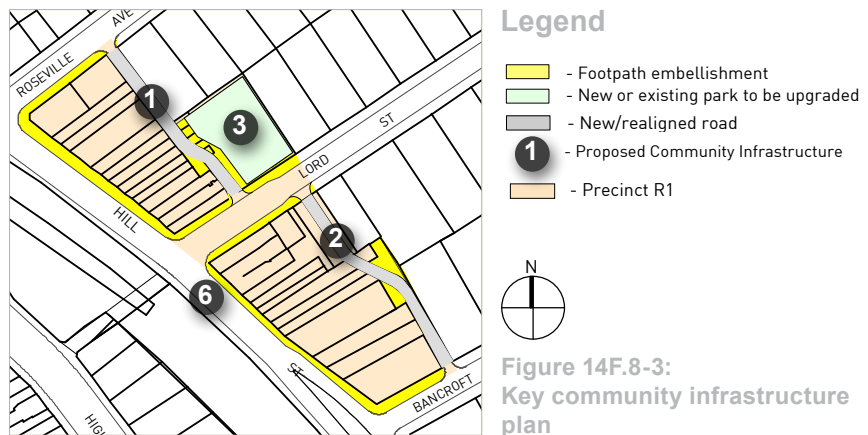 AVE
ROSEVILLE
1
3
ST
LORD
HILL
2
6
ST
BANCROFT
HIG
Legend
- Footpath embellishment
- New or existing park to be upgraded
- New/realigned road
1 - Proposed Community Infrastructure
- Precinct R1
N
Figure 14F.8-3:
Key community infrastructure
plan